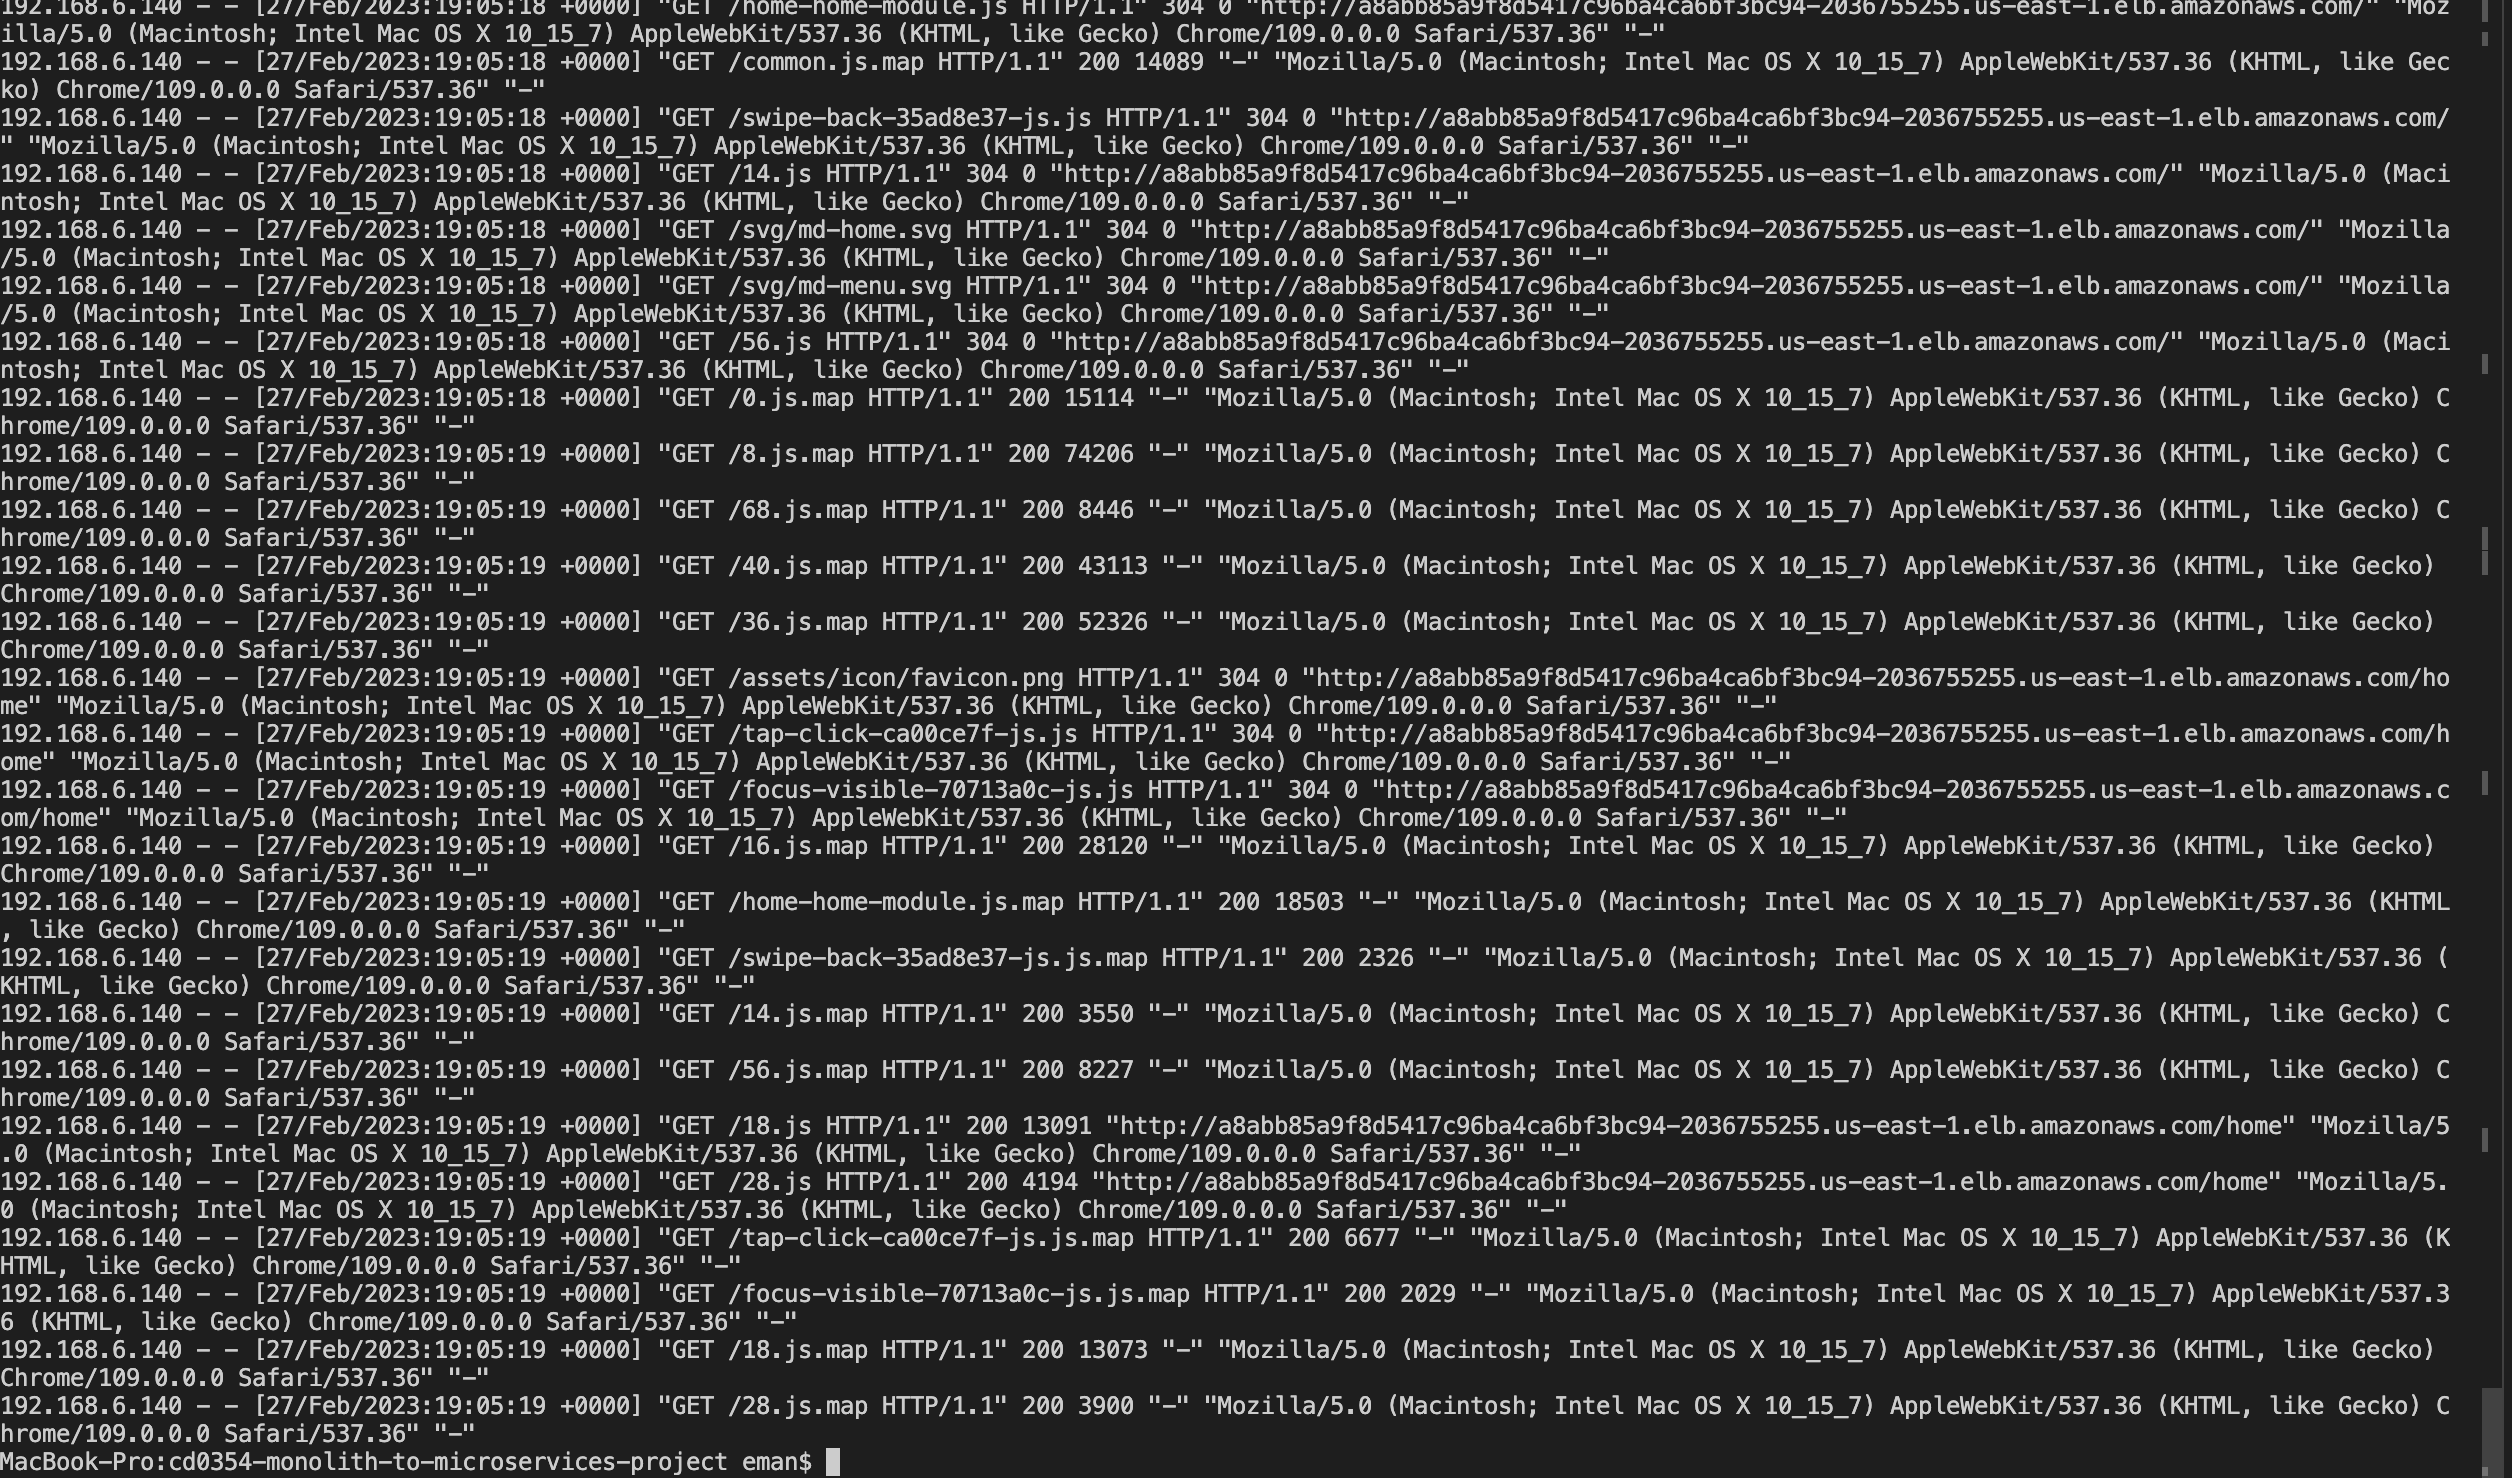 192.168.6.140 - - [27/Feb/2023:19:05:18 +0000] "GET /home-home-module.js HTTP/1.1" 304 0 "http://a8abb85a9f8d5417c96ba4ca6bf3bc94-2036755255.us-east-1.elb.amazonaws.com/" "Moz
illa/5.0 (Macintosh; Intel Mac OS X 10_15_7) AppleWebKit/537.36 (KHTML, like Gecko) Chrome/109.0.0.0 Safari/537.36" "-"
192.168.6.140 - - [27/Feb/2023:19:05:18 +0000] "GET /common.js.map HTTP/1.1" 200 14089 "-" "Mozilla/5.0 (Macintosh; Intel Mac OS X 10_15_7) AppleWebKit/537.36 (KHTML, like Gec
ko) Chrome/109.0.0.0 Safari/537.36" "-"
192.168.6.140 - - [27/Feb/2023:19:05:18 +0000] "GET /swipe-back-35ad8e37-js.js HTTP/1.1" 304 0 "http://a8abb85a9f8d5417c96ba4ca6bf3bc94-2036755255.us-east-1.elb.amazonaws.com/
" "Mozilla/5.0 (Macintosh; Intel Mac OS X 10_15_7) AppleWebKit/537.36 (KHTML, like Gecko) Chrome/109.0.0.0 Safari/537.36" "-"
192.168.6.140 - - [27/Feb/2023:19:05:18 +0000] "GET /14.js HTTP/1.1" 304 0 "http://a8abb85a9f8d5417c96ba4ca6bf3bc94-2036755255.us-east-1.elb.amazonaws.com/" "Mozilla/5.0 (Maci
ntosh; Intel Mac OS X 10_15_7) AppleWebKit/537.36 (KHTML, like Gecko) Chrome/109.0.0.0 Safari/537.36" "-"
192.168.6.140 - - [27/Feb/2023:19:05:18 +0000] "GET /svg/md-home.svg HTTP/1.1" 304 0 "http://a8abb85a9f8d5417c96ba4ca6bf3bc94-2036755255.us-east-1.elb.amazonaws.com/" "Mozilla
/5.0 (Macintosh; Intel Mac OS X 10_15_7) AppleWebKit/537.36 (KHTML, like Gecko) Chrome/109.0.0.0 Safari/537.36" "-"
192.168.6.140 - - [27/Feb/2023:19:05:18 +0000] "GET /svg/md-menu.svg HTTP/1.1" 304 0 "http://a8abb85a9f8d5417c96ba4ca6bf3bc94-2036755255.us-east-1.elb.amazonaws.com/" "Mozilla
/5.0 (Macintosh; Intel Mac OS X 10_15_7) AppleWebKit/537.36 (KHTML, like Gecko) Chrome/109.0.0.0 Safari/537.36" "-"
192.168.6.140 - - [27/Feb/2023:19:05:18 +0000] "GET /56.js HTTP/1.1" 304 0 "http://a8abb85a9f8d5417c96ba4ca6bf3bc94-2036755255.us-east-1.elb.amazonaws.com/" "Mozilla/5.0 (Maci
ntosh; Intel Mac OS X 10_15_7) AppleWebKit/537.36 (KHTML, like Gecko) Chrome/109.0.0.0 Safari/537.36" "-"
192.168.6.140 - - [27/Feb/2023:19:05:18 +0000] "GET /0.js.map HTTP/1.1" 200 15114 "-" "Mozilla/5.0 (Macintosh; Intel Mac OS X 10_15_7) AppleWebKit/537.36 (KHTML, like Gecko) C
hrome/109.0.0.0 Safari/537.36" "-"
192.168.6.140 - - [27/Feb/2023:19:05:19 +0000] "GET /8.js.map HTTP/1.1" 200 74206 "-" "Mozilla/5.0 (Macintosh; Intel Mac OS X 10_15_7) AppleWebKit/537.36 (KHTML, like Gecko) C
hrome/109.0.0.0 Safari/537.36" "-"
192.168.6.140 - - [27/Feb/2023:19:05:19 +0000] "GET /68.js.map HTTP/1.1" 200 8446 "-" "Mozilla/5.0 (Macintosh; Intel Mac OS X 10_15_7) AppleWebKit/537.36 (KHTML, like Gecko) C
hrome/109.0.0.0 Safari/537.36" "-"
192.168.6.140 - - [27/Feb/2023:19:05:19 +0000] "GET /40.js.map HTTP/1.1" 200 43113 "-" "Mozilla/5.0 (Macintosh; Intel Mac OS X 10_15_7) AppleWebKit/537.36 (KHTML, like Gecko)
Chrome/109.0.0.0 Safari/537.36" "-"
192.168.6.140 - - [27/Feb/2023:19:05:19 +0000] "GET /36.js.map HTTP/1.1" 200 52326 "-" "Mozilla/5.0 (Macintosh; Intel Mac OS X 10_15_7) AppleWebKit/537.36 (KHTML, like Gecko)
Chrome/109.0.0.0 Safari/537.36" "-"
192.168.6.140 - - [27/Feb/2023:19:05:19 +0000] "GET /assets/icon/favicon.png HTTP/1.1" 304 0 "http://a8abb85a9f8d5417c96ba4ca6bf3bc94-2036755255.us-east-1.elb.amazonaws.com/ho
me" "Mozilla/5.0 (Macintosh; Intel Mac OS X 10_15_7) AppleWebKit/537.36 (KHTML, like Gecko) Chrome/109.0.0.0 Safari/537.36" "-"
192.168.6.140 - - [27/Feb/2023:19:05:19 +0000] "GET /tap-click-ca00ce7f-js.js HTTP/1.1" 304 0 "http://a8abb85a9f8d5417c96ba4ca6bf3bc94-2036755255.us-east-1.elb.amazonaws.com/h
ome" "Mozilla/5.0 (Macintosh; Intel Mac OS X 10_15_7) AppleWebKit/537.36 (KHTML, like Gecko) Chrome/109.0.0.0 Safari/537.36" "-"
192.168.6.140 - - [27/Feb/2023:19:05:19 +0000] "GET /focus-visible-70713a0c-js.js HTTP/1.1" 304 0 "http://a8abb85a9f8d5417c96ba4ca6bf3bc94-2036755255.us-east-1.elb.amazonaws.c
om/home" "Mozilla/5.0 (Macintosh; Intel Mac OS X 10_15_7) AppleWebKit/537.36 (KHTML, like Gecko) Chrome/109.0.0.0 Safari/537.36" "-"
192.168.6.140 - - [27/Feb/2023:19:05:19 +0000] "GET /16.js.map HTTP/1.1" 200 28120 "-" "Mozilla/5.0 (Macintosh; Intel Mac OS X 10_15_7) AppleWebKit/537.36 (KHTML, like Gecko)
Chrome/109.0.0.0 Safari/537.36" "-"
192.168.6.140 - - [27/Feb/2023:19:05:19 +0000] "GET /home-home-module.js.map HTTP/1.1" 200 18503 "-" "Mozilla/5.0 (Macintosh; Intel Mac OS X 10_15_7) AppleWebKit/537.36 (KHTML
, like Gecko) Chrome/109.0.0.0 Safari/537.36" "-"
192.168.6.140 - - [27/Feb/2023:19:05:19 +0000] "GET /swipe-back-35ad8e37-js.js.map HTTP/1.1" 200 2326 "-" "Mozilla/5.0 (Macintosh; Intel Mac OS X 10_15_7) AppleWebKit/537.36 (
KHTML, like Gecko) Chrome/109.0.0.0 Safari/537.36" "-"
192.168.6.140 - - [27/Feb/2023:19:05:19 +0000] "GET /14.js.map HTTP/1.1" 200 3550 "-" "Mozilla/5.0 (Macintosh; Intel Mac OS X 10_15_7) AppleWebKit/537.36 (KHTML, like Gecko) C
hrome/109.0.0.0 Safari/537.36" "-"
192.168.6.140 - - [27/Feb/2023:19:05:19 +0000] "GET /56.js.map HTTP/1.1" 200 8227 "-" "Mozilla/5.0 (Macintosh; Intel Mac OS X 10_15_7) AppleWebKit/537.36 (KHTML, like Gecko) C
hrome/109.0.0.0 Safari/537.36" "-"
192.168.6.140 - - [27/Feb/2023:19:05:19 +0000] "GET /18.js HTTP/1.1" 200 13091 "http://a8abb85a9f8d5417c96ba4ca6bf3bc94-2036755255.us-east-1.elb.amazonaws.com/home" "Mozilla/5
.0 (Macintosh; Intel Mac OS X 10_15_7) AppleWebKit/537.36 (KHTML, like Gecko) Chrome/109.0.0.0 Safari/537.36" "-"
192.168.6.140 - - [27/Feb/2023:19:05:19 +0000] "GET /28.js HTTP/1.1" 200 4194 "http://a8abb85a9f8d5417c96ba4ca6bf3bc94-2036755255.us-east-1.elb.amazonaws.com/home" "Mozilla/5.
0 (Macintosh; Intel Mac OS X 10_15_7) AppleWebKit/537.36 (KHTML, like Gecko) Chrome/109.0.0.0 Safari/537.36" "-"
192.168.6.140 - - [27/Feb/2023:19:05:19 +0000] "GET /tap-click-ca00ce7f-js.js.map HTTP/1.1" 200 6677 "-" "Mozilla/5.0 (Macintosh; Intel Mac OS X 10_15_7) AppleWebKit/537.36 (K
HTML, like Gecko) Chrome/109.0.0.0 Safari/537.36" "-"
192.168.6.140 - - [27/Feb/2023:19:05:19 +0000] "GET /focus-visible-70713a0c-js.js.map HTTP/1.1" 200 2029 "-" "Mozilla/5.0 (Macintosh; Intel Mac OS X 10_15_7) AppleWebKit/537.3
6 (KHTML, like Gecko) Chrome/109.0.0.0 Safari/537.36" "-"
192.168.6.140 - - [27/Feb/2023:19:05:19 +0000] "GET /18.js.map HTTP/1.1" 200 13073 "-" "Mozilla/5.0 (Macintosh; Intel Mac OS X 10_15_7) AppleWebKit/537.36 (KHTML, like Gecko)
Chrome/109.0.0.0 Safari/537.36" "-"
192.168.6.140 - - [27/Feb/2023:19:05:19 +0000] "GET /28.js.map HTTP/1.1" 200 3900 "-" "Mozilla/5.0 (Macintosh; Intel Mac OS X 10_15_7) AppleWebKit/537.36 (KHTML, like Gecko) C
hrome/109.0.0.0 Safari/537.36" "-"
MacBook-Pro:cd0354-monolith-to-microservices-project eman$